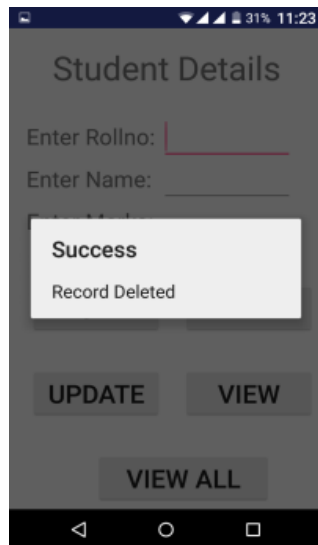 31% 11:23
Student Details
Enter Rollno:
Enter Name:
Success
Record Deleted
UPDATE VIEW
VIEW ALL